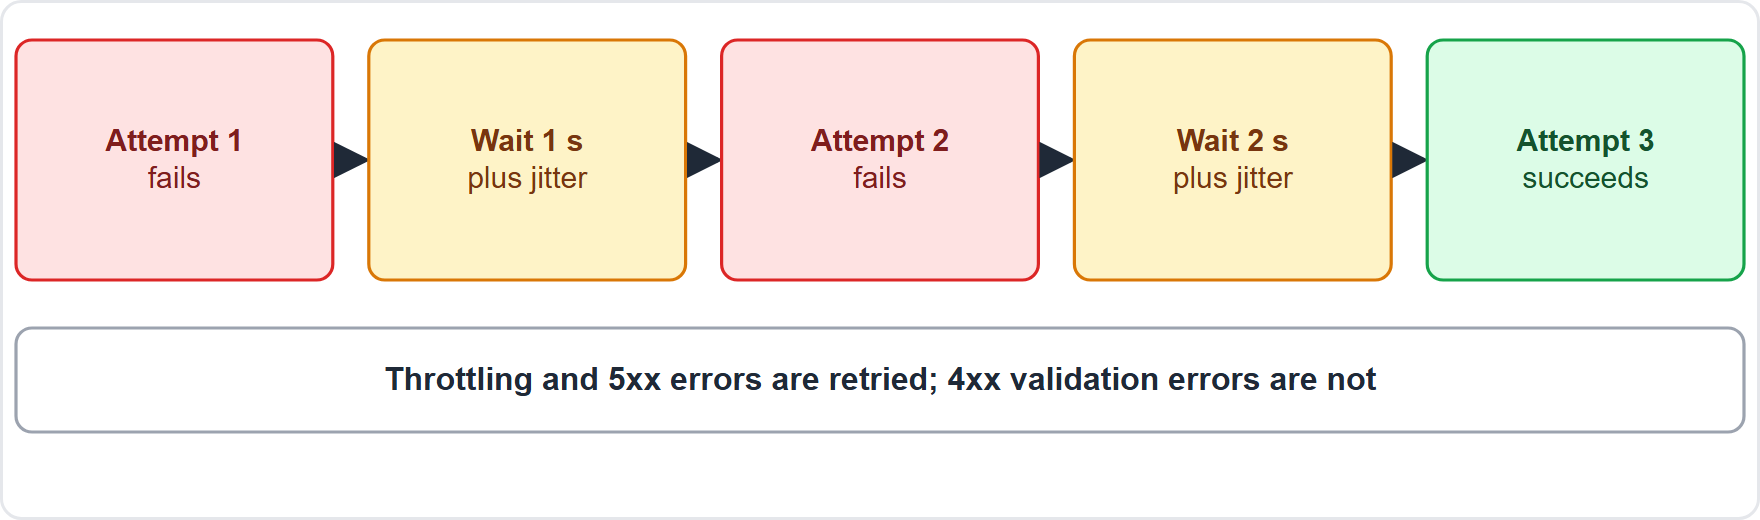 Attempt 1
fails
Wait 1 s
plus jitter
Attempt 2
fails
Wait 2 s
plus jitter
Attempt 3
succeeds
Throttling and 5xx errors are retried; 4xx validation errors are not